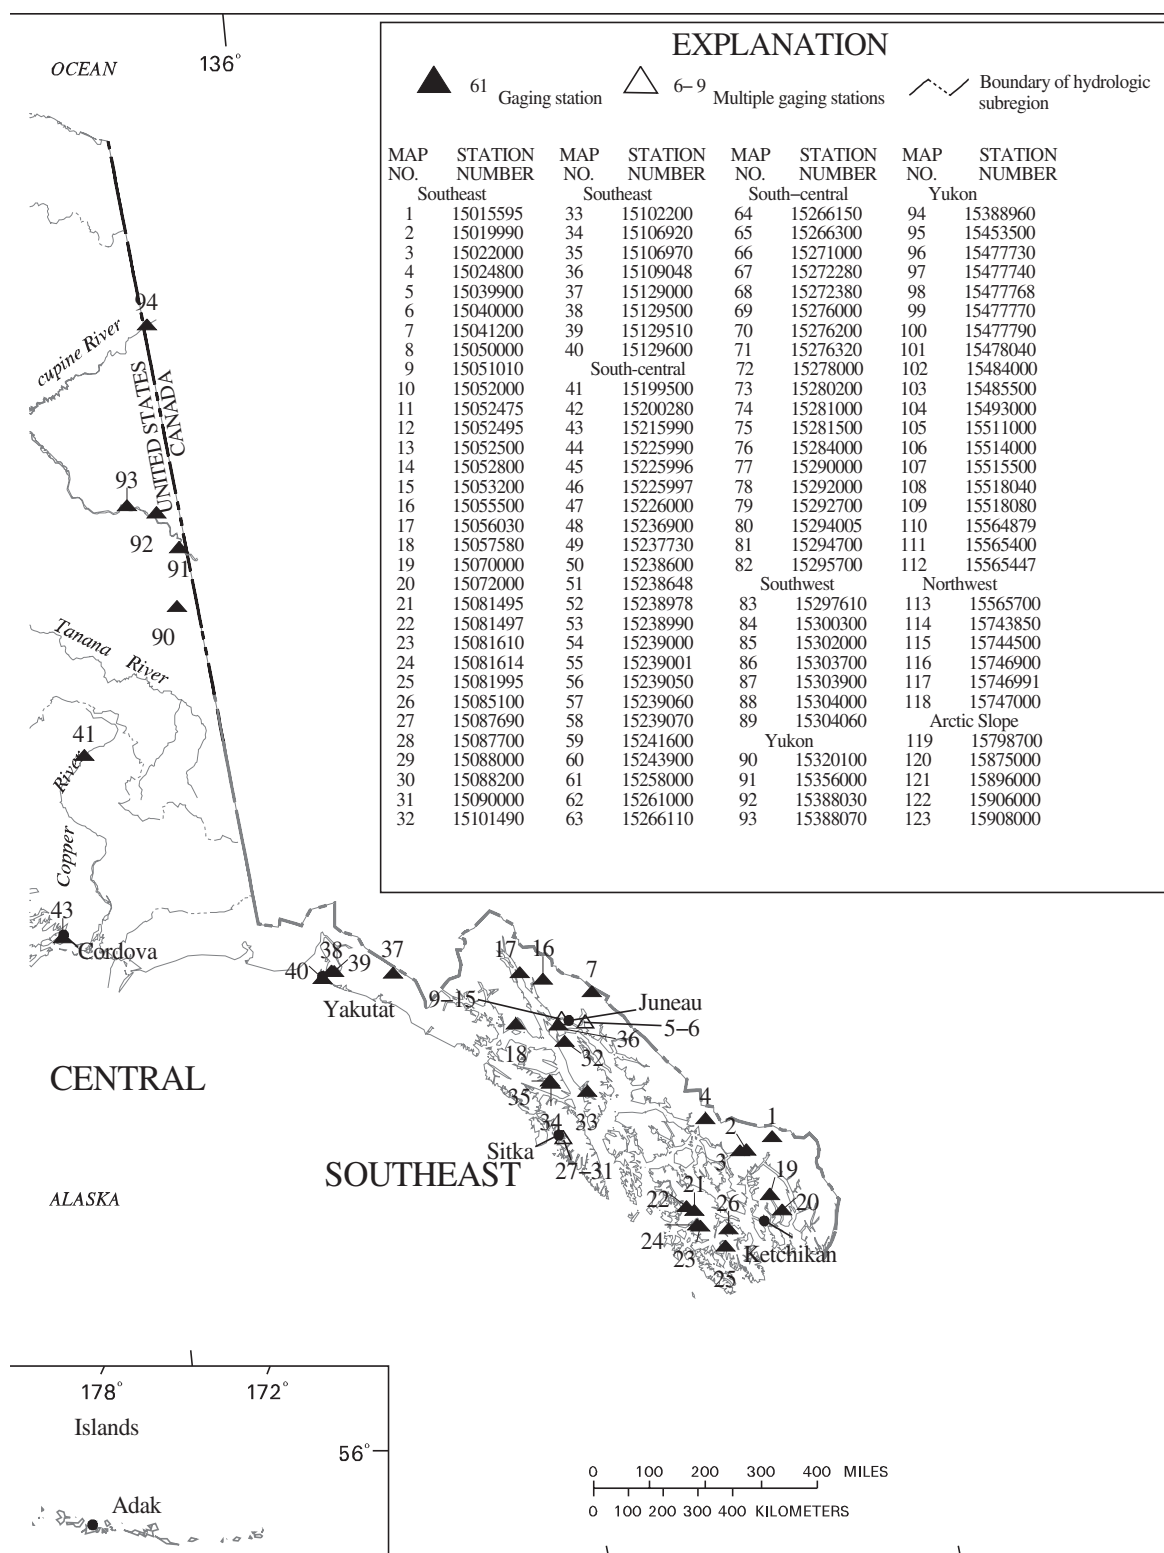 EXPLANATION
61 Gaging station
6–9 Multiple gaging stations
Boundary of hydrologic
subregion
MAP STATION MAP STATION MAP STATION MAP STATION
NO. NUMBER NO. NUMBER NO. NUMBER NO. NUMBER
Southeast Southeast South−central Yukon
1 15015595 33 15102200 64 15266150 94 15388960
2 15019990 34 15106920 65 15266300 95 15453500
3 15022000 35 15106970 66 15271000 96 15477730
4 15024800 36 15109048 67 15272280 97 15477740
5 15039900 37 15129000 68 15272380 98 15477768
6 15040000 38 15129500 69 15276000 99 15477770
7 15041200 39 15129510 70 15276200 100 15477790
8 15050000 40 15129600 71 15276320 101 15478040
9 15051010 South-central 72 15278000 102 15484000
10 15052000 41 15199500 73 15280200 103 15485500
11 15052475 42 15200280 74 15281000 104 15493000
12 15052495 43 15215990 75 15281500 105 15511000
13 15052500 44 15225990 76 15284000 106 15514000
14 15052800 45 15225996 77 15290000 107 15515500
15 15053200 46 15225997 78 15292000 108 15518040
16 15055500 47 15226000 79 15292700 109 15518080
17 15056030 48 15236900 80 15294005 110 15564879
18 15057580 49 15237730 81 15294700 111 15565400
19 15070000 50 15238600 82 15295700 112 15565447
20 15072000 51 15238648 Southwest Northwest
21 15081495 52 15238978 83 15297610 113 15565700
22 15081497 53 15238990 84 15300300 114 15743850
23 15081610 54 15239000 85 15302000 115 15744500
24 15081614 55 15239001 86 15303700 116 15746900
25 15081995 56 15239050 87 15303900 117 15746991
26 15085100 57 15239060 88 15304000 118 15747000
27 15087690 58 15239070 89 15304060 Arctic Slope
28 15087700 59 15241600 Yukon 119 15798700
29 15088000 60 15243900 90 15320100 120 15875000
30 15088200 61 15258000 91 15356000 121 15896000
31 15090000 62 15261000 92 15388030 122 15906000
32 15101490 63 15266110 93 15388070 123 15908000
136°
OCEAN
94
cupine River
UNITED STATES
CANADA
93
92
91
90
Tanana River
41
River
Copper
43
Cordova
38
39
37
40
Yakutat
17
16
7
9–15
Juneau
5–6
36
18
32
CENTRAL
35
33
34
Sitka
27–31
4
2
1
3
SOUTHEAST
19
ALASKA
21
22
26
20
24
23
Ketchikan
25
178°
172°
Islands
56°
Adak
0 100 200 300 400 MILES
0 100 200 300 400 KILOMETERS